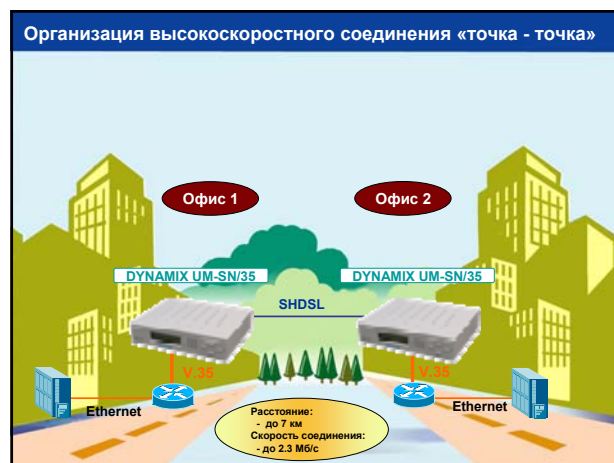 Организация высокоскоростного соединения «точка - точка»
Офис 1
Офис 2
DYNAMIX UM-SN/35
DYNAMIX UM-SN/35
SHDSL
V.35
V.35
Ethernet
Ethernet
Расстояние:
- до 7 км
Скорость соединения:
- до 2.3 Мб/с